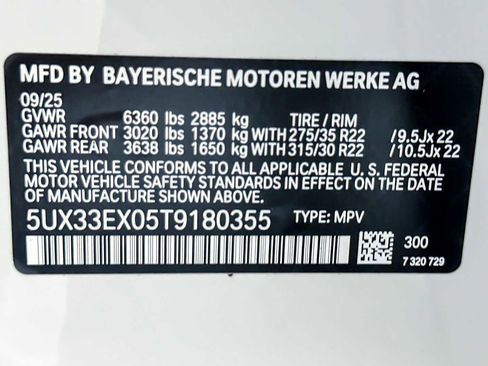 MFD BY BAYERISCHE MOTOREN WERKE AG
09/25
GVWR 6360 lbs 2885 kg TIRE / RIM
GAWR FRONT 3020 lbs 1370 kg WITH 275/35 R22 / 9.5Jx 22
GAWR REAR 3638 lbs 1650 kg WITH 315/30 R22 / 10.5Jx 22
THIS VEHICLE CONFORMS TO ALL APPLICABLE U. S. FEDERAL
MOTOR VEHICLE SAFETY STANDARDS IN EFFECT ON THE DATE
OF MANUFACTURE SHOWN ABOVE.
5UX33EX05T9180355 TYPE: MPV
300
7 320 729